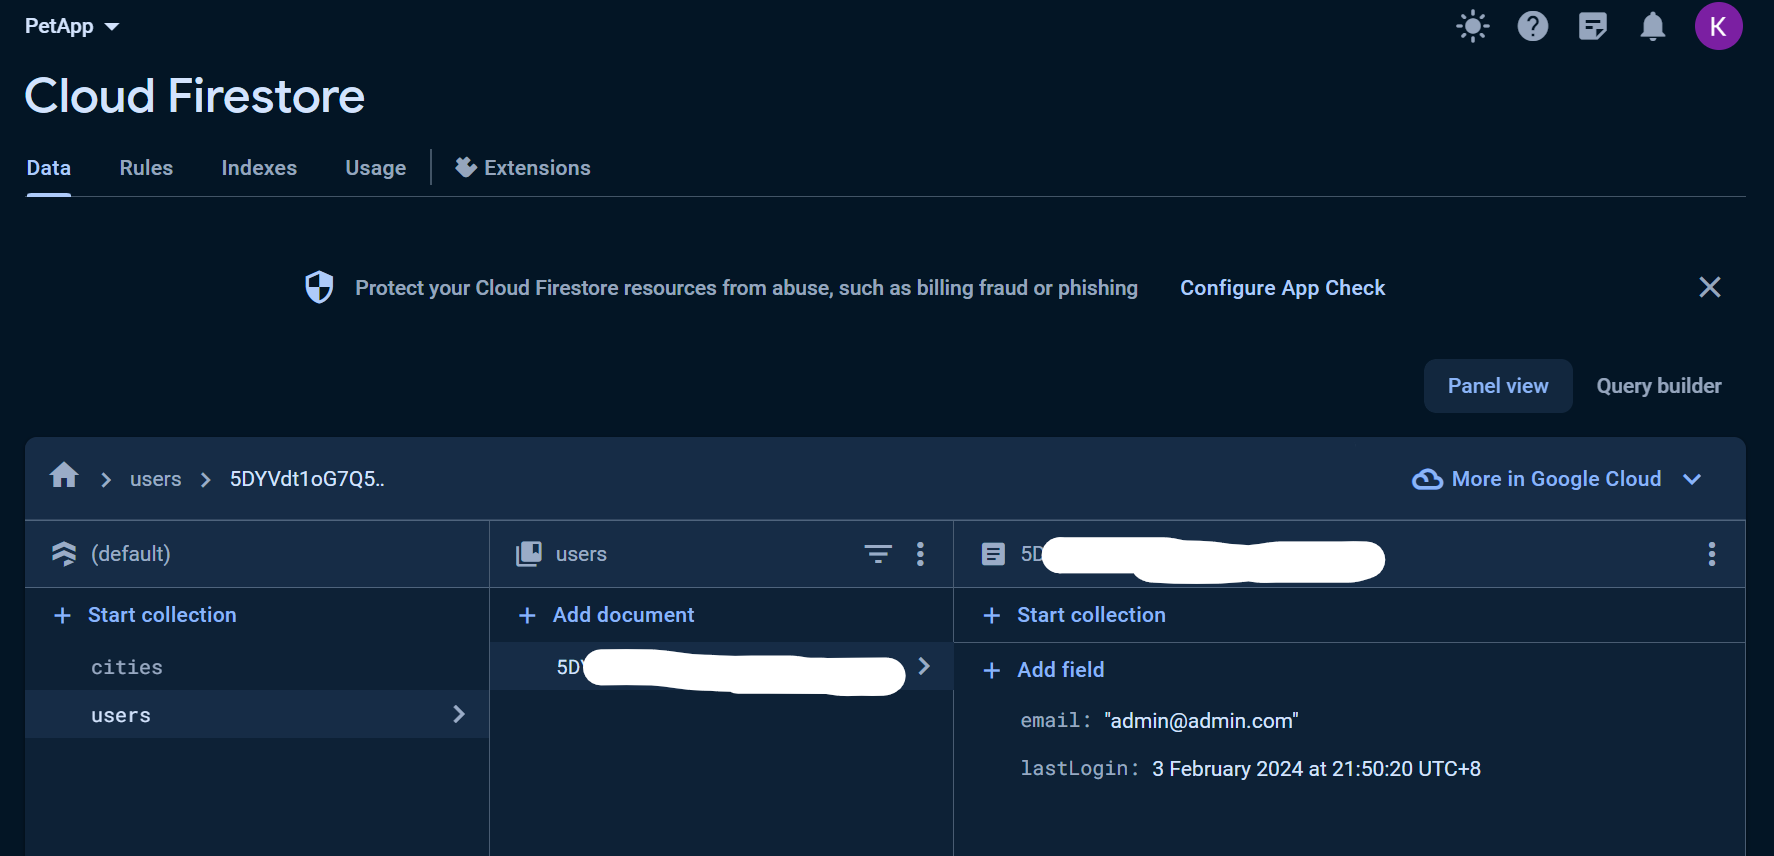 PetApp
K
Cloud Firestore
Data Rules Indexes Usage Extensions
Protect your Cloud Firestore resources from abuse, such as billing fraud or phishing Configure App Check
Panel view Query builder
users 5DYVdt1oG7Q5.. More in Google Cloud
(default) users 5D
+ Start collection + Add document + Start collection
cities 5DY + Add field
users email: "admin@admin.com"
lastLogin: 3 February 2024 at 21:50:20 UTC+8